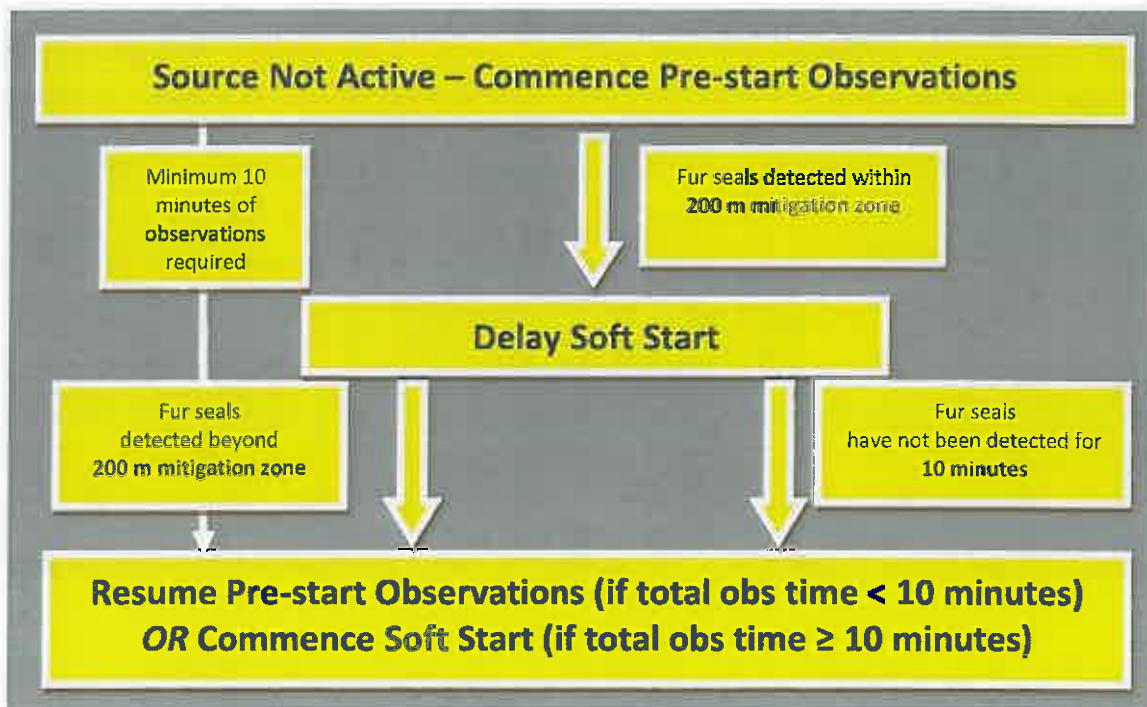 Source Not Active – Commence Pre-start Observations
Minimum 10
minutes of
observations
required
Fur seals detected within
200 m mitigation zone
Delay Soft Start
Fur seals
detected beyond
200 m mitigation zone
Fur seals
have not been detected for
10 minutes
Resume Pre-start Observations (if total obs time < 10 minutes)
OR Commence Soft Start (if total obs time ≥ 10 minutes)